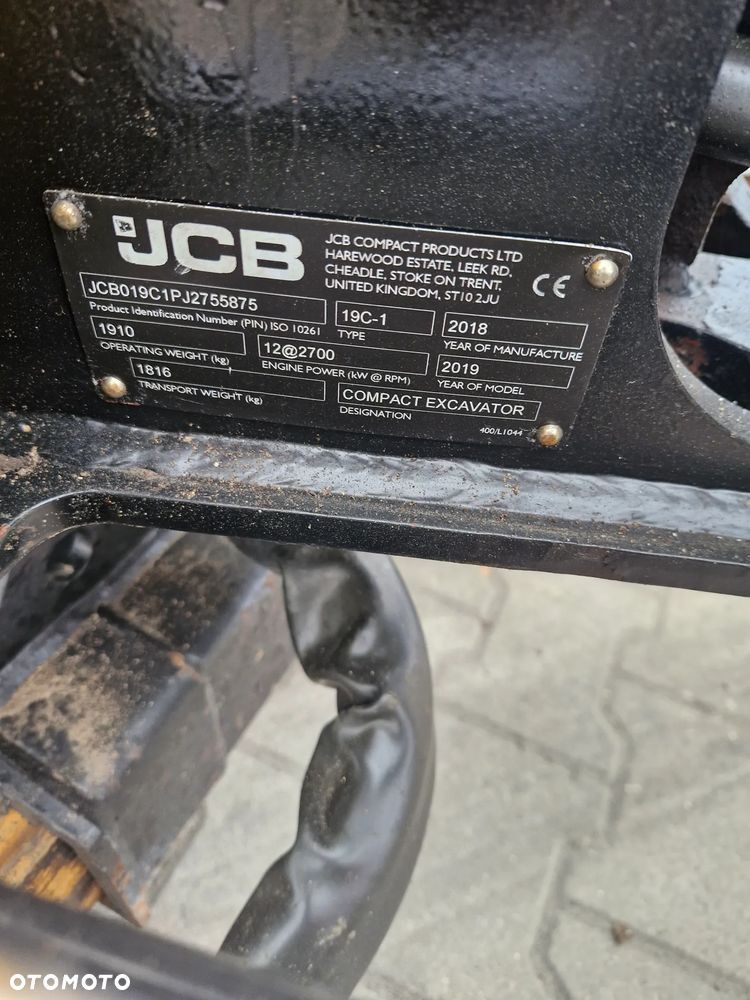 JCB
JCB COMPACT PRODUCTS LTD
HAREWOOD ESTATE, LEEK RD,
CHEADLE, STOKE ON TRENT,
UNITED KINGDOM, ST10 2JU
CE
JCB019C1PJ2755875
Product Identification Number (PIN) ISO 10261
19C-1
TYPE
2018
YEAR OF MANUFACTURE
1910
OPERATING WEIGHT (kg)
12@2700
ENGINE POWER (kW @ RPM)
2019
YEAR OF MODEL
1816
TRANSPORT WEIGHT (kg)
COMPACT EXCAVATOR
DESIGNATION
400/L1044
OTOMOTO